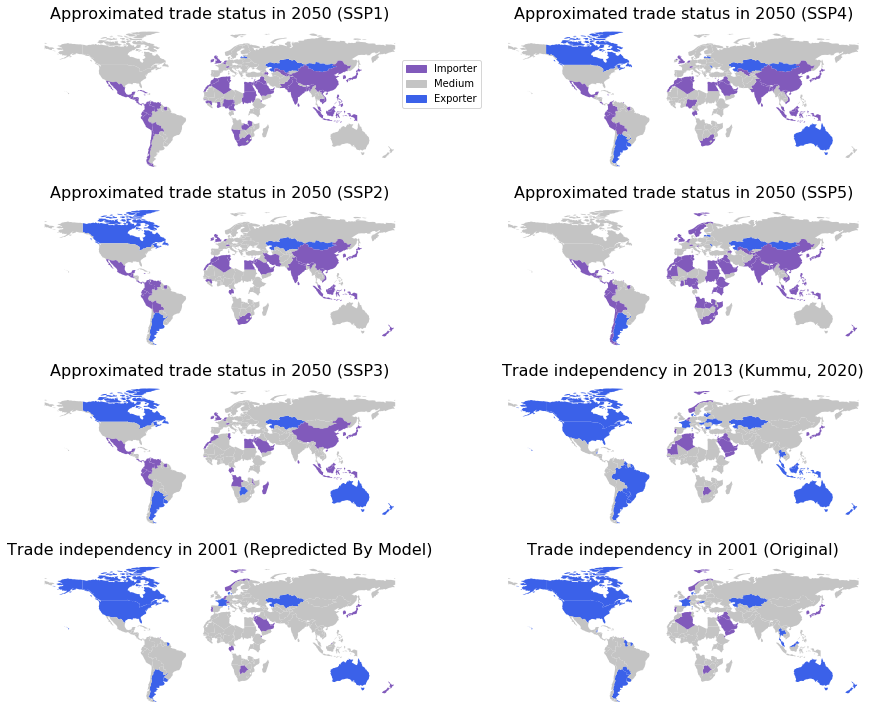 Approximated trade status in 2050 (SSP1)
Approximated trade status in 2050 (SSP4)
Importer
Medium
Exporter
Approximated trade status in 2050 (SSP2)
Approximated trade status in 2050 (SSP5)
Approximated trade status in 2050 (SSP3)
Trade independency in 2013 (Kummu, 2020)
Trade independency in 2001 (Repredicted By Model)
Trade independency in 2001 (Original)